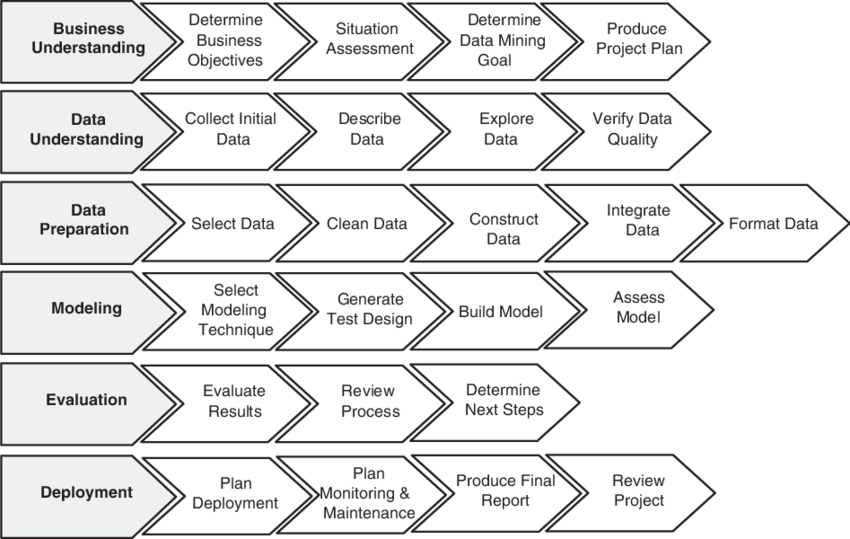 Business
Understanding
Determine
Business
Objectives
Situation
Assessment
Determine
Data Mining
Goal
Produce
Project Plan
Data
Understanding
Collect Initial
Data
Describe
Data
Explore
Data
Verify Data
Quality
Data
Preparation
Select Data
Clean Data
Construct
Data
Integrate
Data
Format Data
Modeling
Select
Modeling
Technique
Generate
Test Design
Build Model
Assess
Model
Evaluation
Evaluate
Results
Review
Process
Determine
Next Steps
Deployment
Plan
Deployment
Plan
Monitoring &
Maintenance
Produce Final
Report
Review
Project